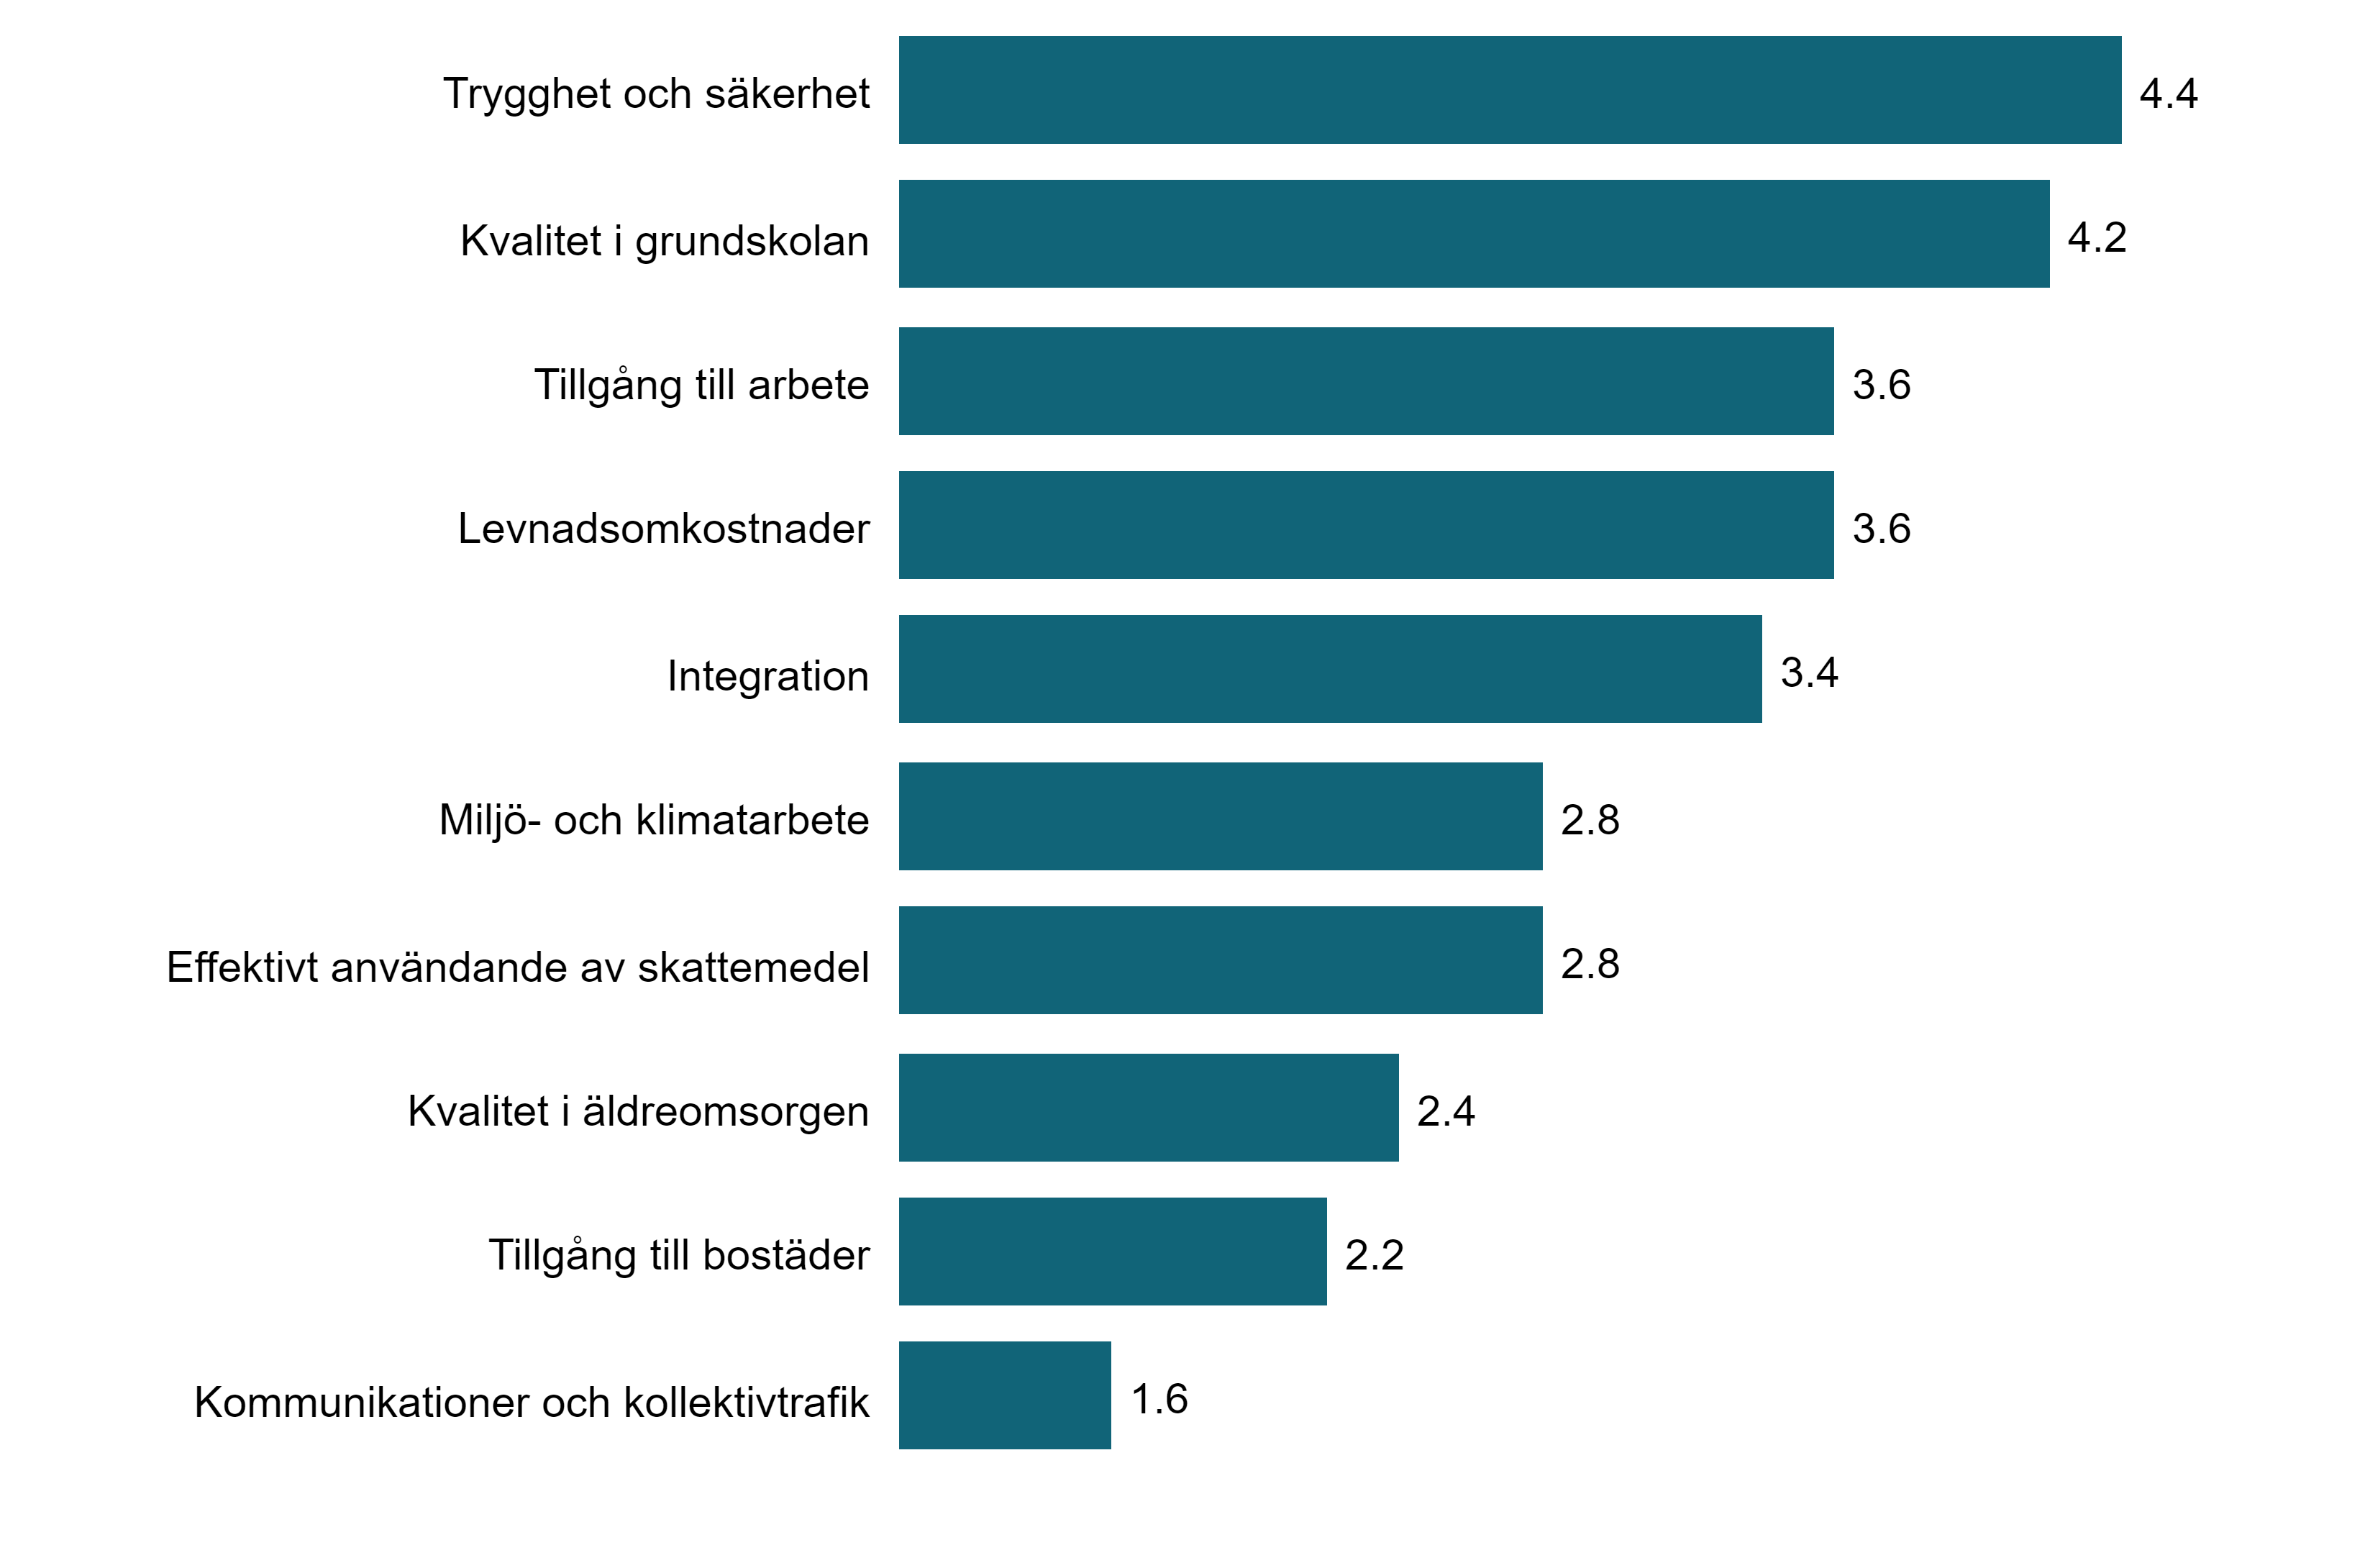 Trygghet och säkerhet 4.4
Kvalitet i grundskolan 4.2
Tillgång till arbete 3.6
Levnadsomkostnader 3.6
Integration 3.4
Miljö- och klimatarbete 2.8
Effektivt användande av skattemedel 2.8
Kvalitet i äldreomsorgen 2.4
Tillgång till bostäder 2.2
Kommunikationer och kollektivtrafik 1.6